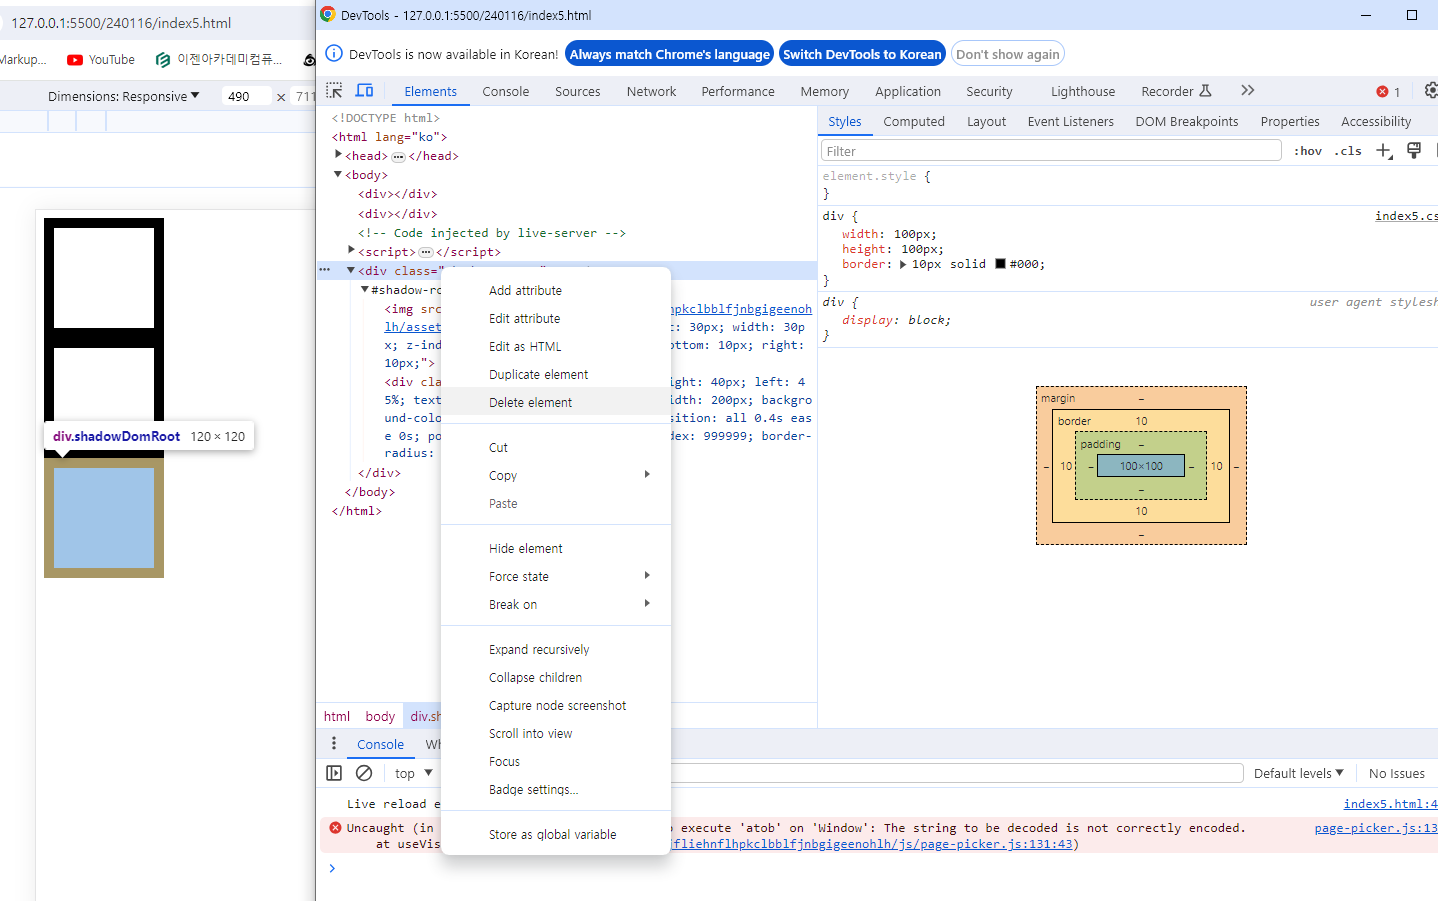 127.0.0.1:5500/240116/index5.html
Markup...
YouTube
이젠아카데미컴퓨...
Dimensions: Responsive
490
×
711
DevTools - 127.0.0.1:5500/240116/index5.html
DevTools is now available in Korean!
Always match Chrome's language
Switch DevTools to Korean
Don't show again
Elements
Console
Sources
Network
Performance
Memory
Application
Security
Lighthouse
Recorder
1
<!DOCTYPE html>
<html lang="ko">
<head> ••• </head>
<body>
<div></div>
<div></div>
<!-- Code injected by live-server -->
<script> ••• </script>
<div class="
#shadow-ro
<img src
hpkclbblfjnbgigeenoh
lh/asset
t: 30px; width: 30p
x; z-ind
ottom: 10px; right:
10px;">
<div cla
ight: 40px; left: 4
5%; text
idth: 200px; backgro
und-colo
sition: all 0.4s eas
e 0s; po
dex: 999999; border-
radius:
</div>
</body>
</html>
Add attribute
Edit attribute
Edit as HTML
Duplicate element
Delete element
Cut
Copy
Paste
Hide element
Force state
Break on
Expand recursively
Collapse children
Capture node screenshot
Scroll into view
Focus
Badge settings...
Store as global variable
div.shadowDomRoot 120 × 120
html
body
div.sh
Styles
Computed
Layout
Event Listeners
DOM Breakpoints
Properties
Accessibility
Filter
:hov
.cls
element.style {
}
div {
index5.cs
width: 100px;
height: 100px;
border: 10px solid #000;
}
div {
user agent stylesh
display: block;
}
margin
–
border
10
padding
–
– 10 – 100×100 – 10 –
–
10
–
Console
Wh
top
Default levels
No Issues
Live reload e
index5.html:4
Uncaught (in
o execute 'atob' on 'Window': The string to be decoded is not correctly encoded.
page-picker.js:13
at useVis
fliehnflhpkclbblfjnbgigeenohlh/js/page-picker.js:131:43)